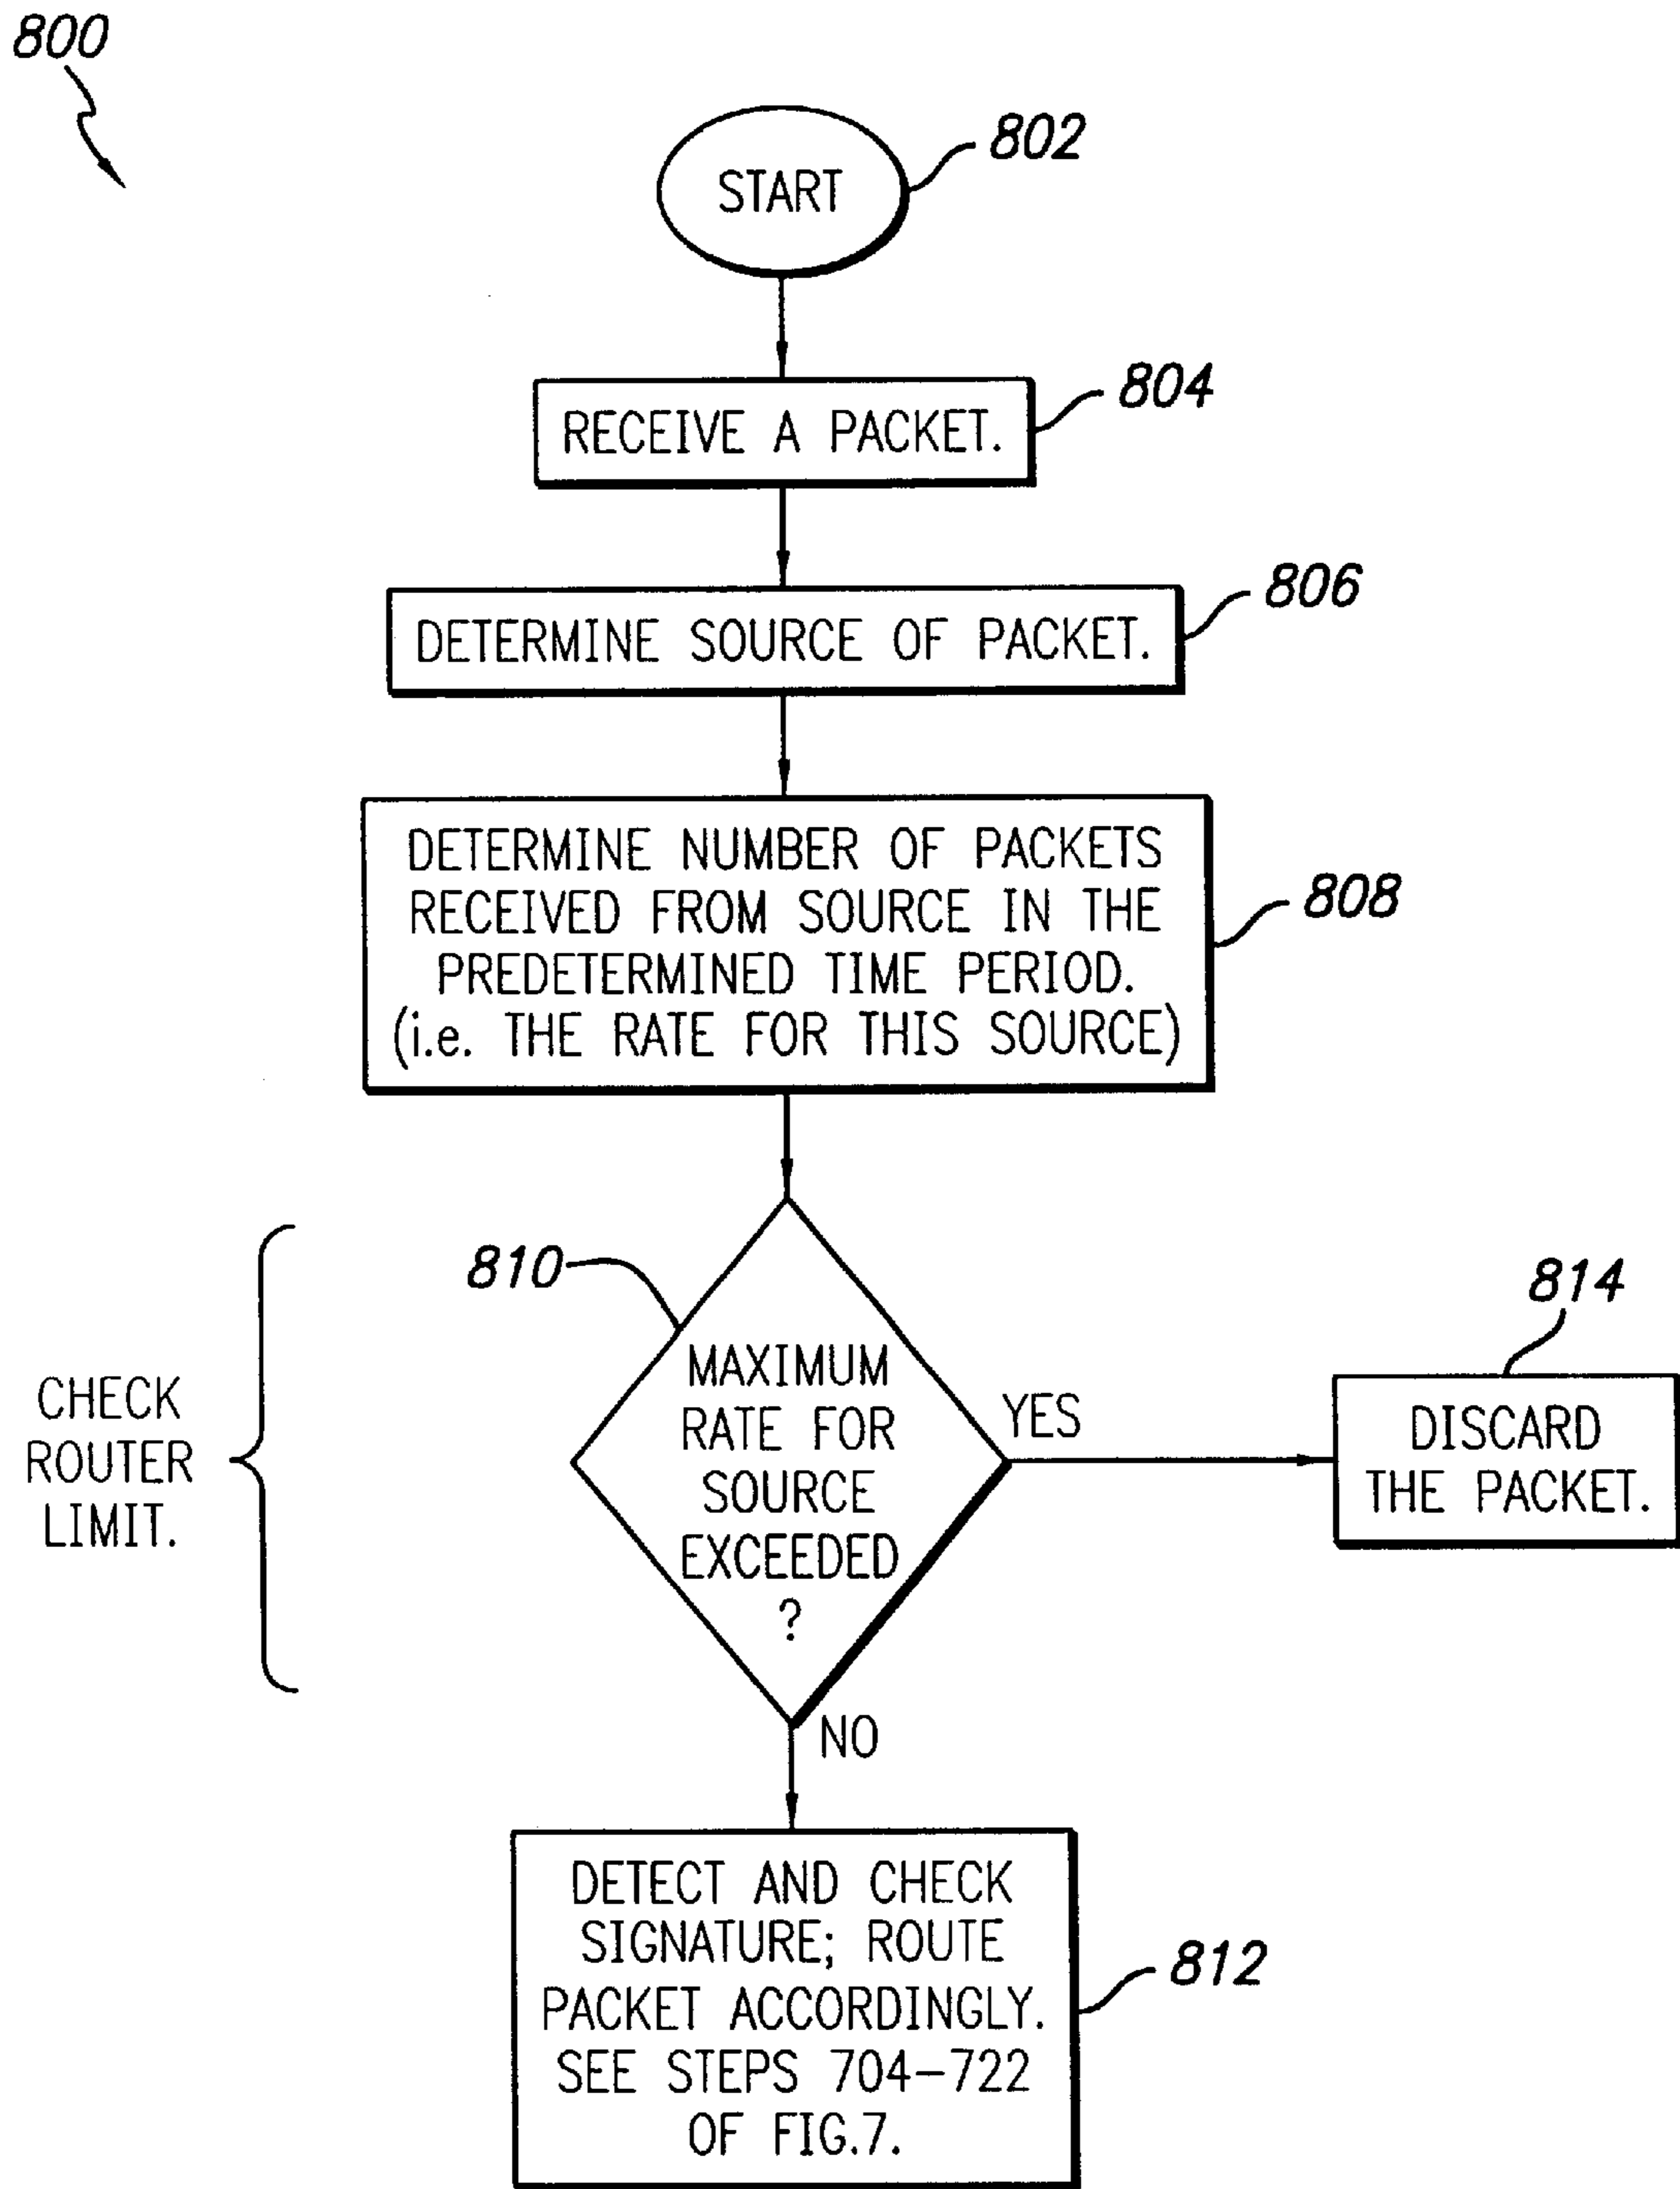 800
802
START
804
RECEIVE A PACKET.
806
DETERMINE SOURCE OF PACKET.
DETERMINE NUMBER OF PACKETS
RECEIVED FROM SOURCE IN THE
PREDETERMINED TIME PERIOD.
(i.e. THE RATE FOR THIS SOURCE)
808
CHECK
ROUTER
LIMIT.
810
MAXIMUM
RATE FOR
SOURCE
EXCEEDED
?
YES
814
DISCARD
THE PACKET.
NO
DETECT AND CHECK
SIGNATURE; ROUTE
PACKET ACCORDINGLY.
SEE STEPS 704-722
OF FIG.7.
812